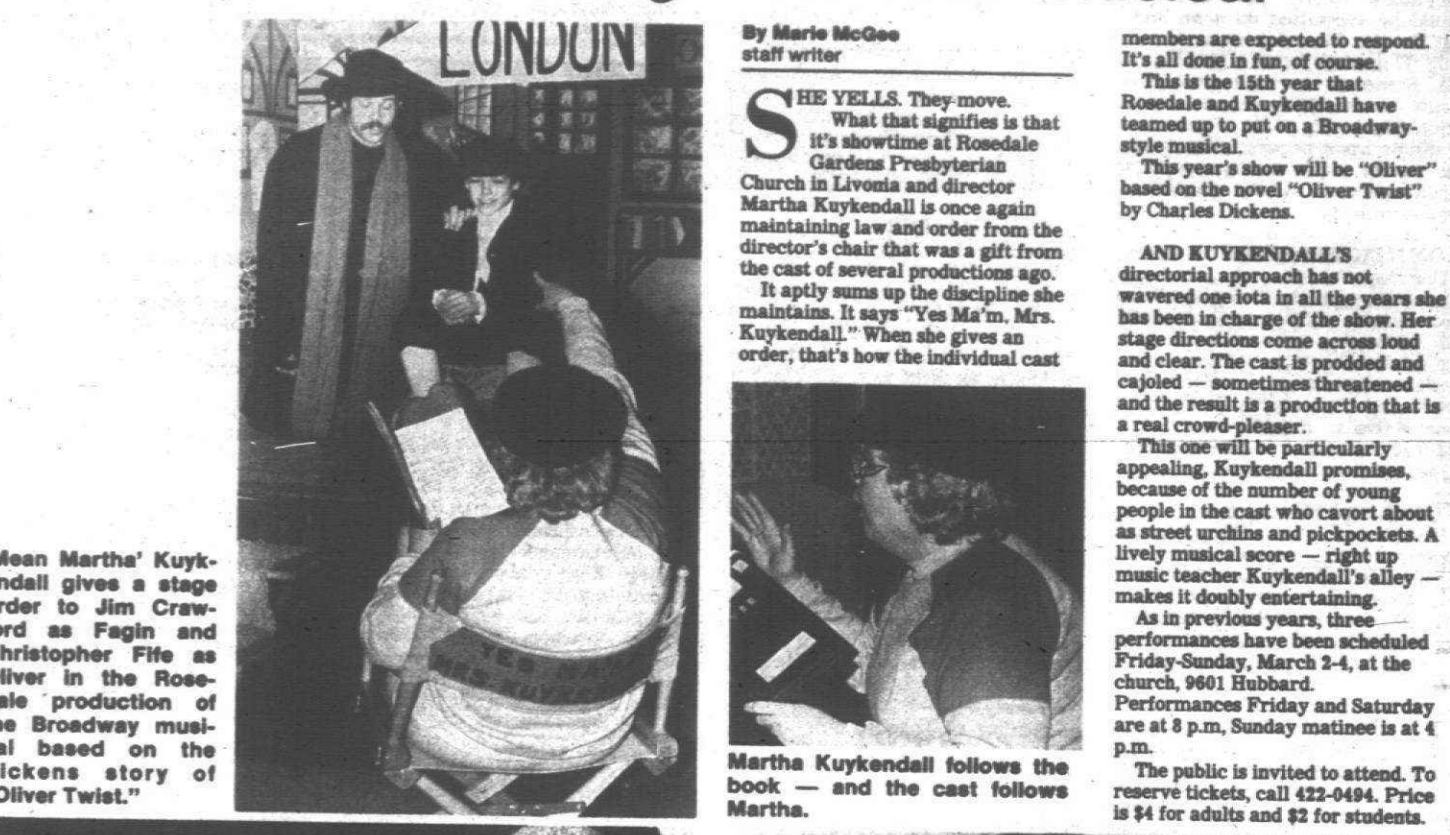 LONDON
YES
MRS. KUYKE
Mean Martha' Kuyk-
ndall gives a stage
rder to Jim Craw-
ord as Fagin and
hristopher Fife as
liver in the Rose-
ale production of
he Broadway musi-
al based on the
ickens story of
Oliver Twist."
By Marie McGee
staff writer
SHE YELLS. They move.
What that signifies is that
it's showtime at Rosedale
Gardens Presbyterian
Church in Livonia and director
Martha Kuykendall is once again
maintaining law and order from the
director's chair that was a gift from
the cast of several productions ago.
It aptly sums up the discipline she
maintains. It says "Yes Ma'm, Mrs.
Kuykendall." When she gives an
order, that's how the individual cast
Martha Kuykendall follows the
book — and the cast follows
Martha.
members are expected to respond.
It's all done in fun, of course.
This is the 15th year that
Rosedale and Kuykendall have
teamed up to put on a Broadway-
style musical.
This year's show will be "Oliver"
based on the novel "Oliver Twist"
by Charles Dickens.
AND KUYKENDALL'S
directorial approach has not
wavered one iota in all the years she
has been in charge of the show. Her
stage directions come across loud
and clear. The cast is prodded and
cajoled — sometimes threatened —
and the result is a production that is
a real crowd-pleaser.
This one will be particularly
appealing, Kuykendall promises,
because of the number of young
people in the cast who cavort about
as street urchins and pickpockets. A
lively musical score — right up
music teacher Kuykendall's alley —
makes it doubly entertaining.
As in previous years, three
performances have been scheduled
Friday-Sunday, March 2-4, at the
church, 9601 Hubbard.
Performances Friday and Saturday
are at 8 p.m, Sunday matinee is at 4
p.m.
The public is invited to attend. To
reserve tickets, call 422-0494. Price
is $4 for adults and $2 for students.